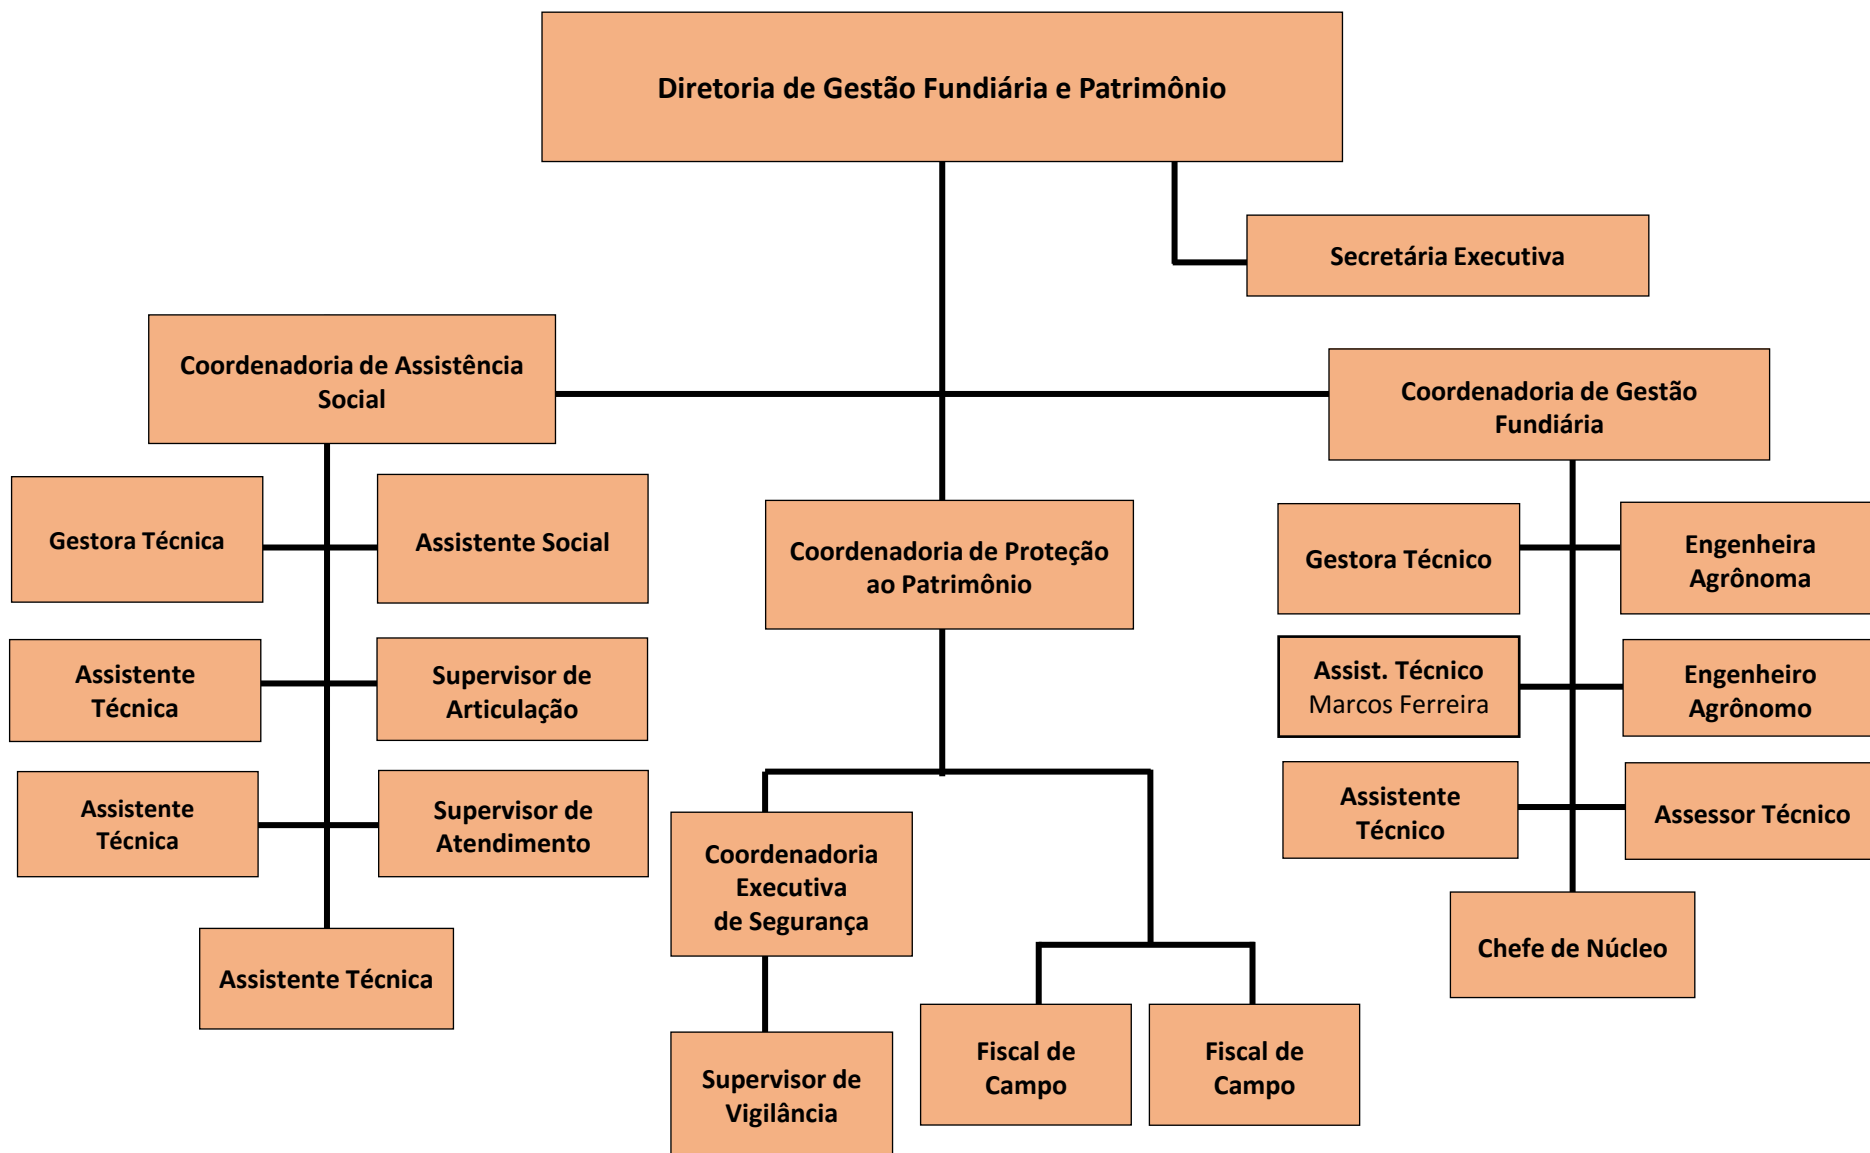 Diretoria de Gestão Fundiária e Patrimônio
Secretária Executiva
Coordenadoria de Assistência
Social
Coordenadoria de Gestão
Fundiária
Gestora Técnica
Assistente Social
Coordenadoria de Proteção
ao Patrimônio
Gestora Técnico
Engenheira
Agrônoma
Assistente
Técnica
Supervisor de
Articulação
Assist. Técnico
Marcos Ferreira
Engenheiro
Agrônomo
Assistente
Técnica
Supervisor de
Atendimento
Coordenadoria
Executiva
de Segurança
Assistente
Técnico
Assessor Técnico
Assistente Técnica
Chefe de Núcleo
Supervisor de
Vigilância
Fiscal de
Campo
Fiscal de
Campo